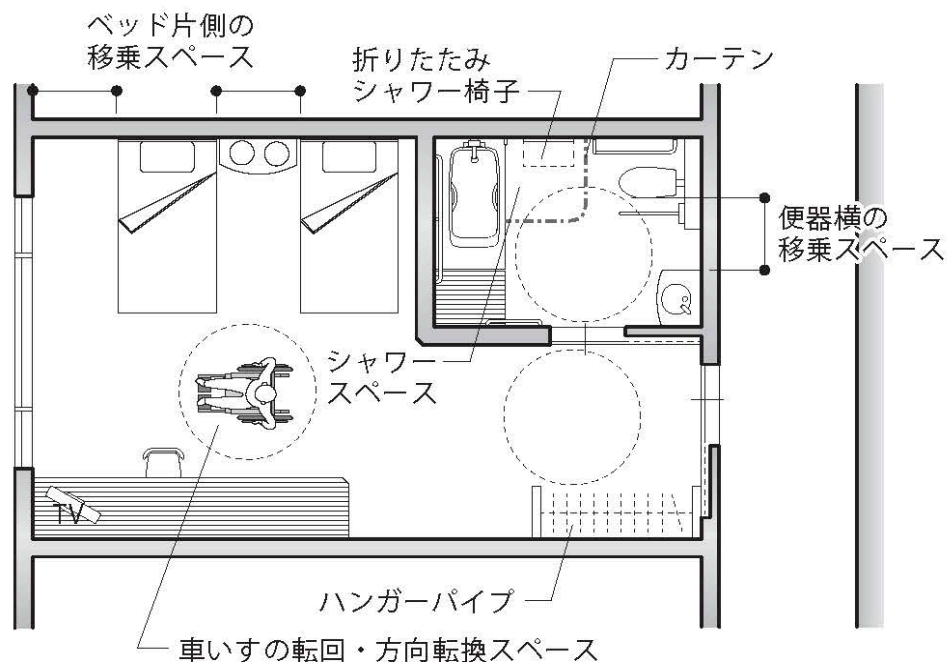 ベッド片側の
移乗スペース
折りたたみ
シャワー椅子
カーテン
便器横の
移乗スペース
シャワー
スペース
TV
ハンガーパイプ
車いすの転回・方向転換スペース